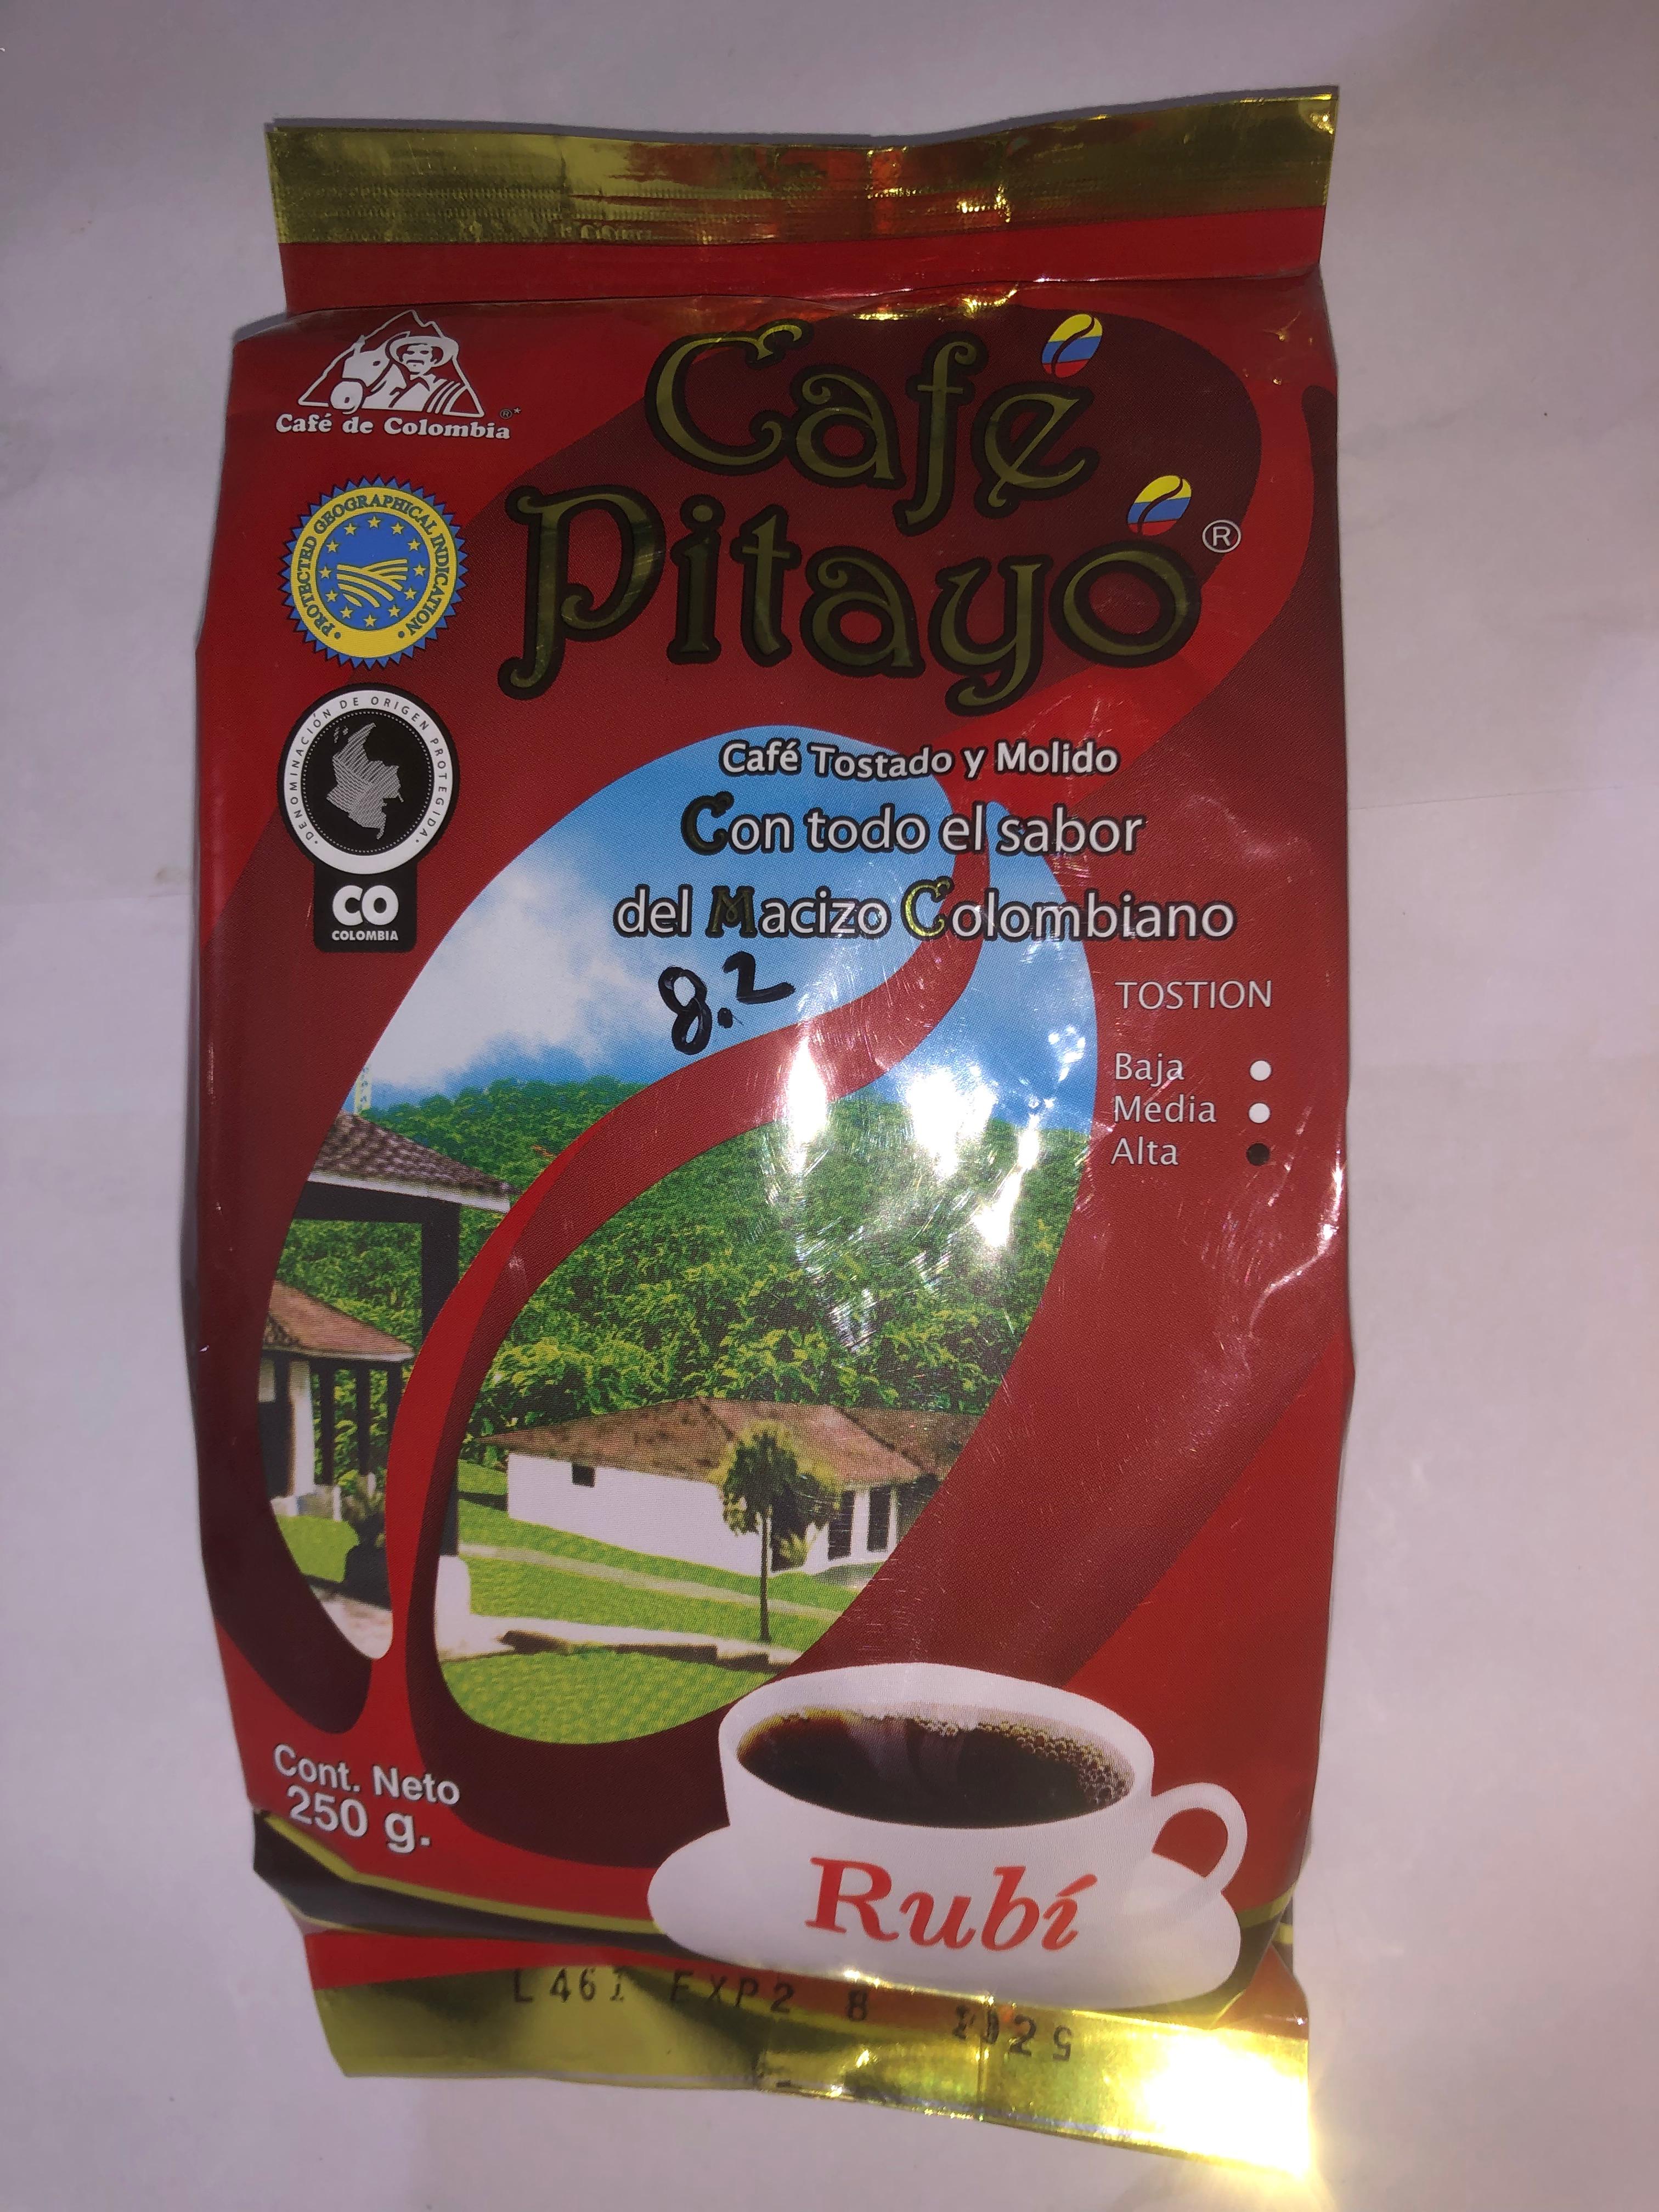 Café de Colombia ®*
Café
Pitayó ®
PROTECTED GEOGRAPHICAL INDICATION
DENOMINACIÓN DE ORIGEN PROTEGIDA
CO
COLOMBIA
Café Tostado y Molido
Con todo el sabor
del Macizo Colombiano
8.2
TOSTION
Baja
Media
Alta
Cont. Neto
250 g.
Rubí
L 461 EXP2 8